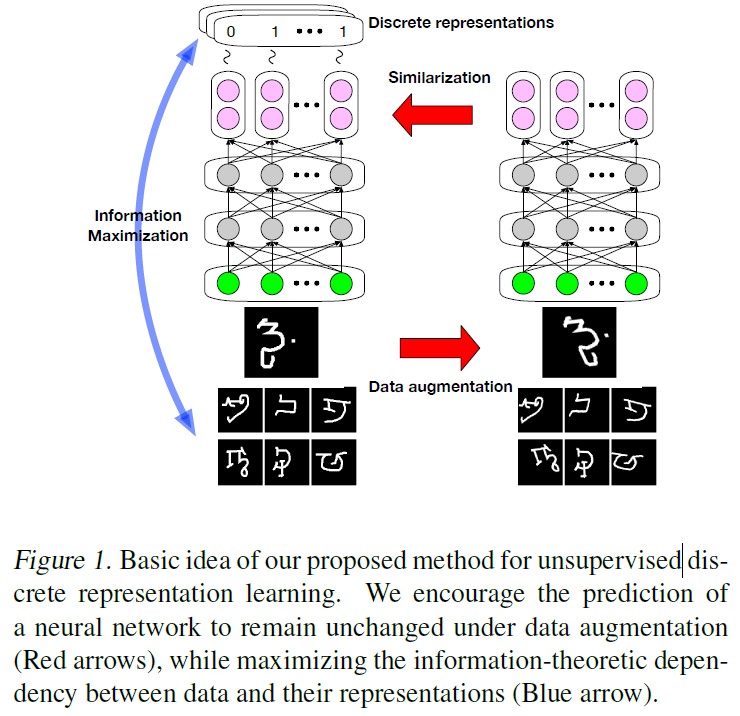 Discrete representations
0 1 ••• 1
Similarization
Information
Maximization
Data augmentation
Figure 1. Basic idea of our proposed method for unsupervised dis-
crete representation learning. We encourage the prediction of
a neural network to remain unchanged under data augmentation
(Red arrows), while maximizing the information-theoretic depen-
dency between data and their representations (Blue arrow).